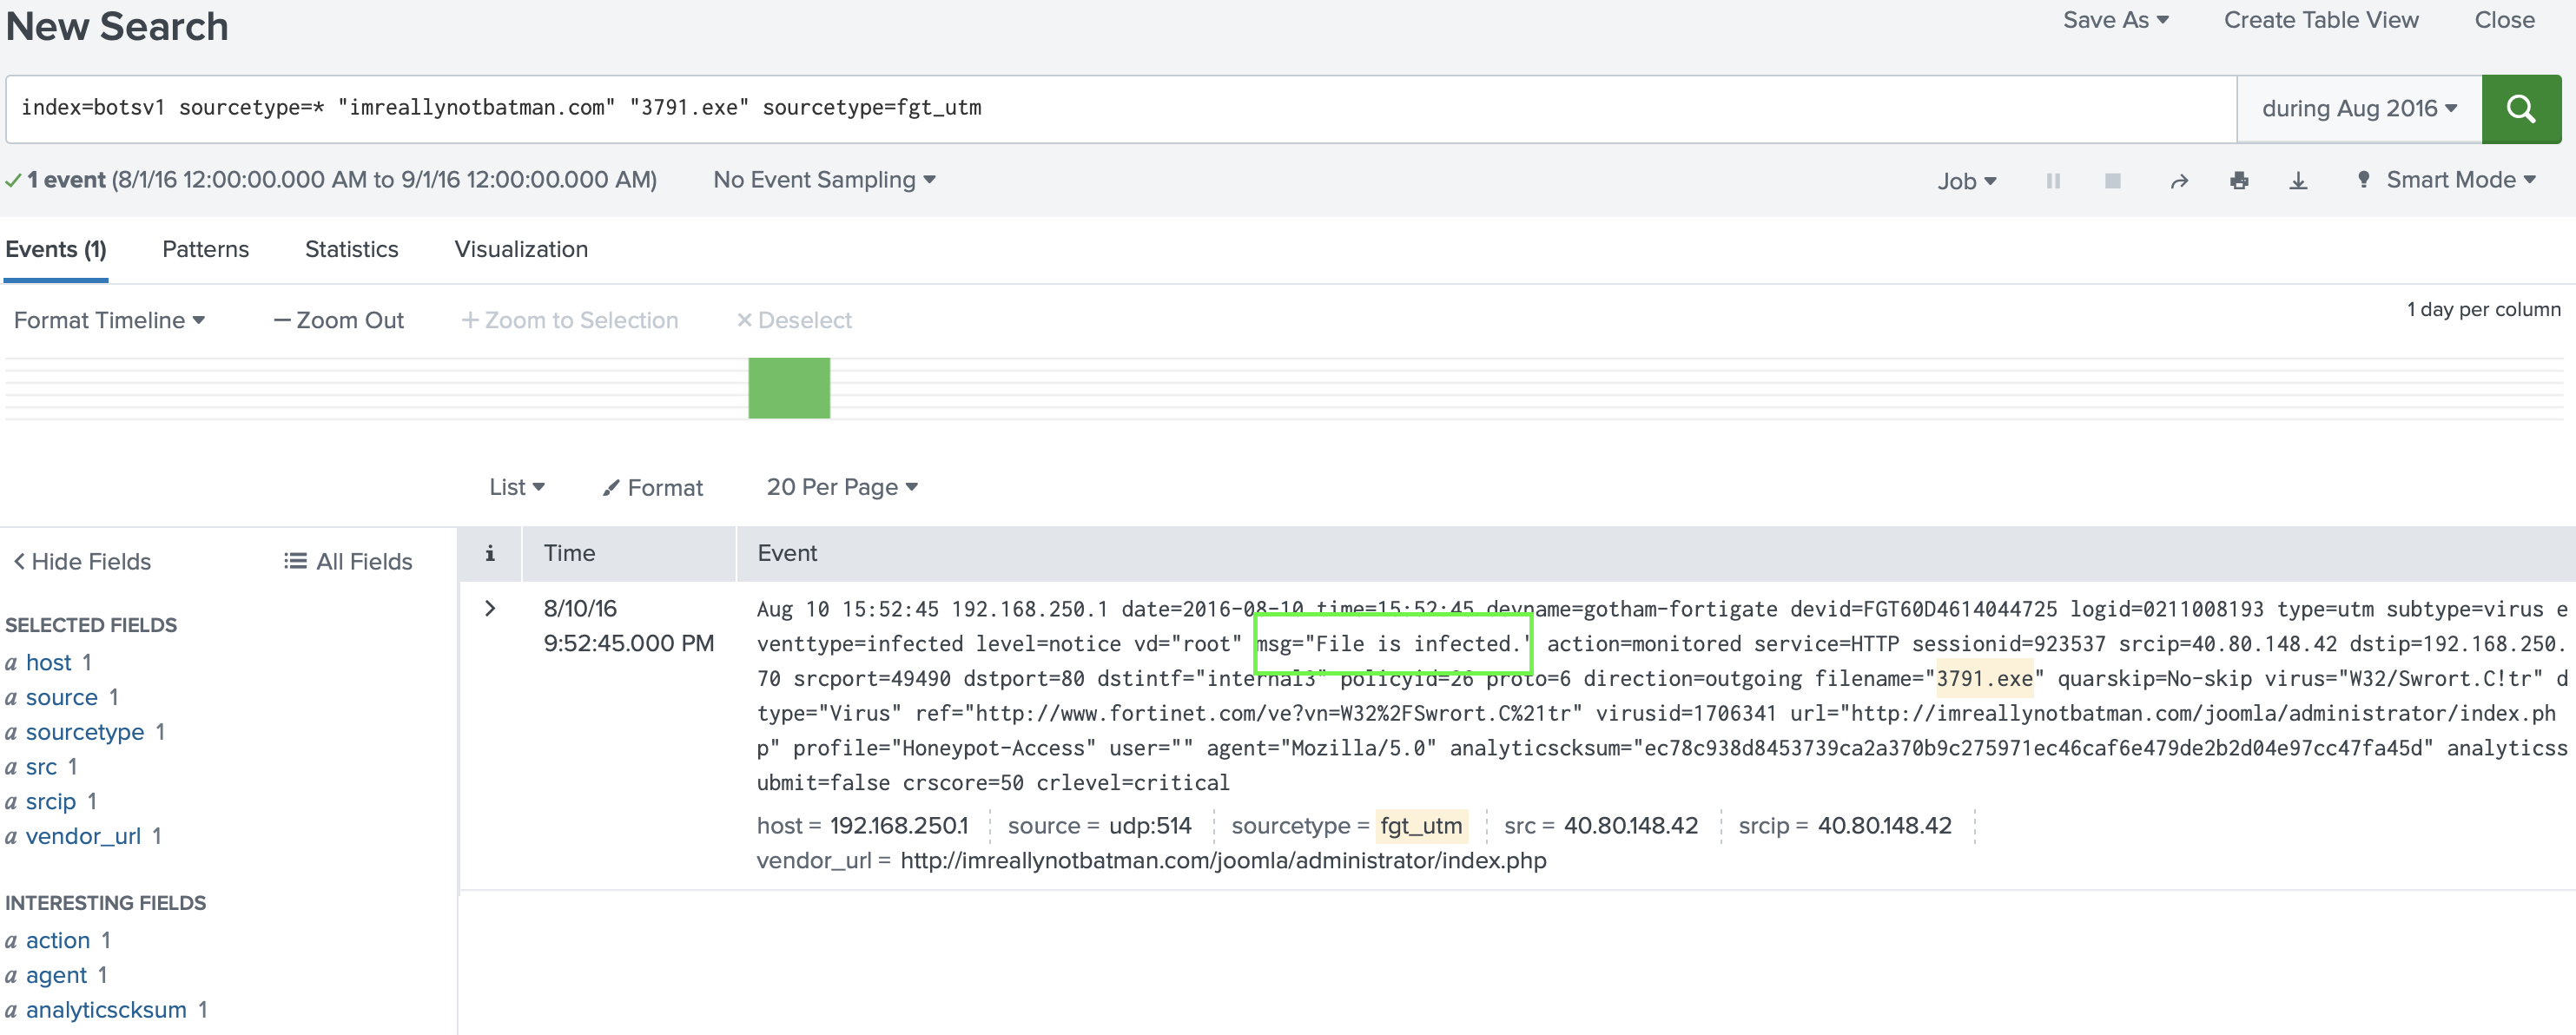 New Search
Save As
Create Table View
Close
index=botsv1 sourcetype=* "imreallynotbatman.com" "3791.exe" sourcetype=fgt_utm
during Aug 2016
1 event (8/1/16 12:00:00.000 AM to 9/1/16 12:00:00.000 AM)
No Event Sampling
Job
Smart Mode
Events (1)
Patterns
Statistics
Visualization
Format Timeline
— Zoom Out
+ Zoom to Selection
× Deselect
1 day per column
List
Format
20 Per Page
Hide Fields
All Fields
i
Time
Event
SELECTED FIELDS
a host 1
a source 1
a sourcetype 1
a src 1
a srcip 1
a vendor_url 1
INTERESTING FIELDS
a action 1
a agent 1
a analyticscksum 1
8/10/16
9:52:45.000 PM
Aug 10 15:52:45 192.168.250.1 date=2016-08-10 time=15:52:45 devname=gotham-fortigate devid=FGT60D4614044725 logid=0211008193 type=utm subtype=virus e
venttype=infected level=notice vd="root" msg="File is infected." action=monitored service=HTTP sessionid=923537 srcip=40.80.148.42 dstip=192.168.250.
70 srcport=49490 dstport=80 dstintf="internal3" policyid=26 proto=6 direction=outgoing filename="3791.exe" quarskip=No-skip virus="W32/Swrort.C!tr" d
type="Virus" ref="http://www.fortinet.com/ve?vn=W32%2FSwrort.C%21tr" virusid=1706341 url="http://imreallynotbatman.com/joomla/administrator/index.ph
p" profile="Honeypot-Access" user="" agent="Mozilla/5.0" analyticscksum="ec78c938d8453739ca2a370b9c275971ec46caf6e479de2b2d04e97cc47fa45d" analyticss
ubmit=false crscore=50 crlevel=critical
host = 192.168.250.1 source = udp:514 sourcetype = fgt_utm src = 40.80.148.42 srcip = 40.80.148.42
vendor_url = http://imreallynotbatman.com/joomla/administrator/index.php